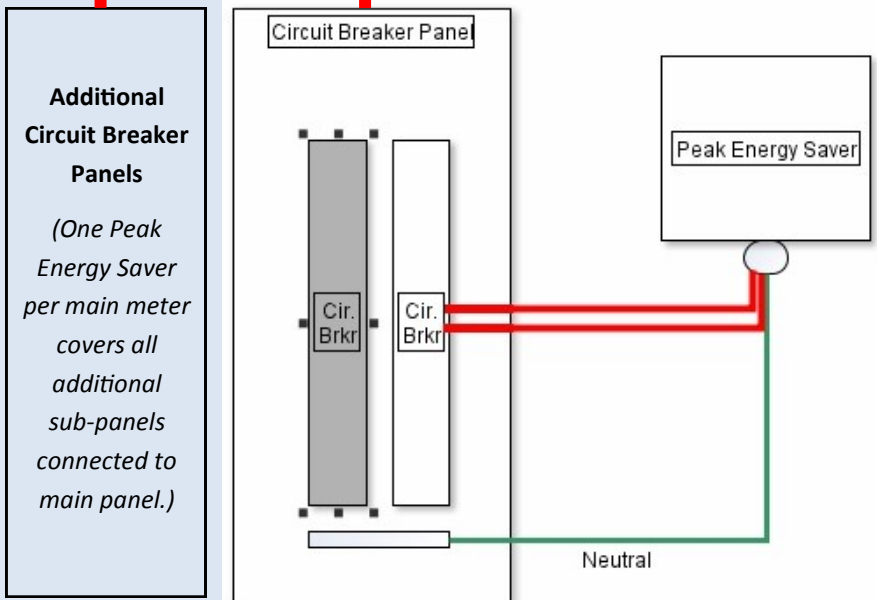 Additional
Circuit Breaker
Panels
(One Peak
Energy Saver
per main meter
covers all
additional
sub-panels
connected to
main panel.)
Circuit Breaker Panel
Peak Energy Saver
Cir.
Brkr
Cir.
Brkr
Neutral